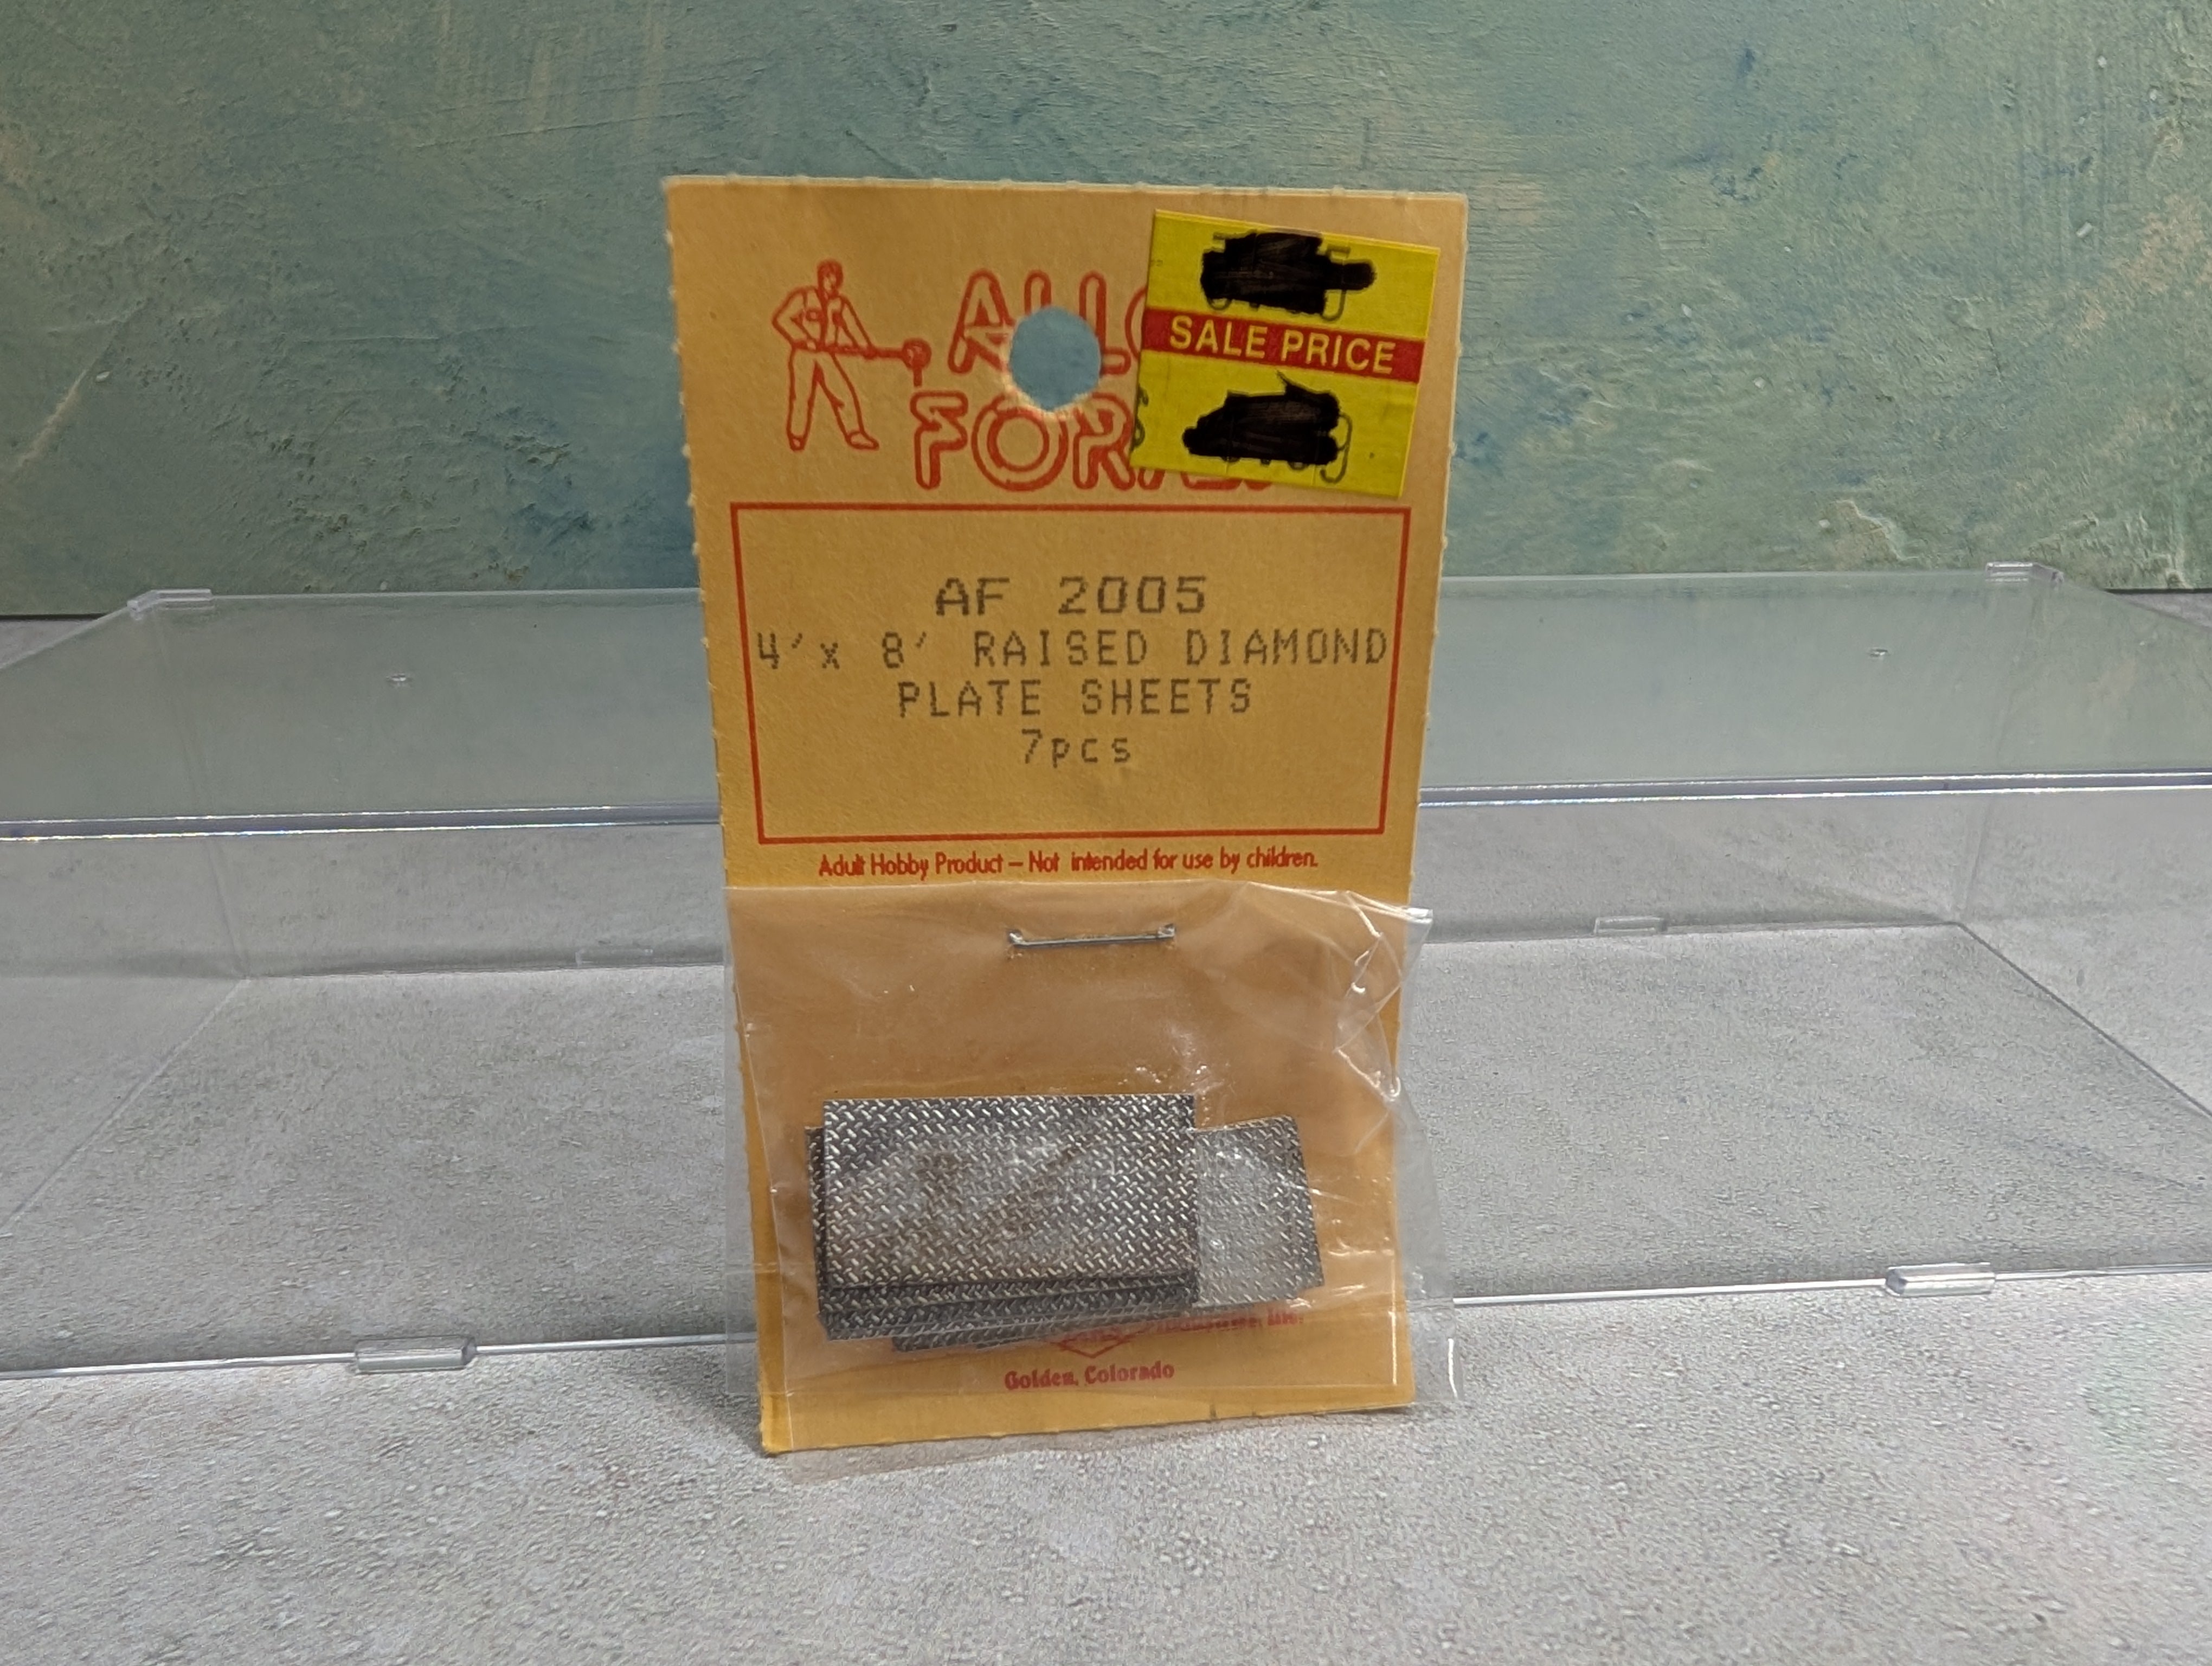 SALE PRICE
AF 2005
4'x 8' RAISED DIAMOND
PLATE SHEETS
7pcs
Adult Hobby Product — Not intended for use by children.
Golden, Colorado